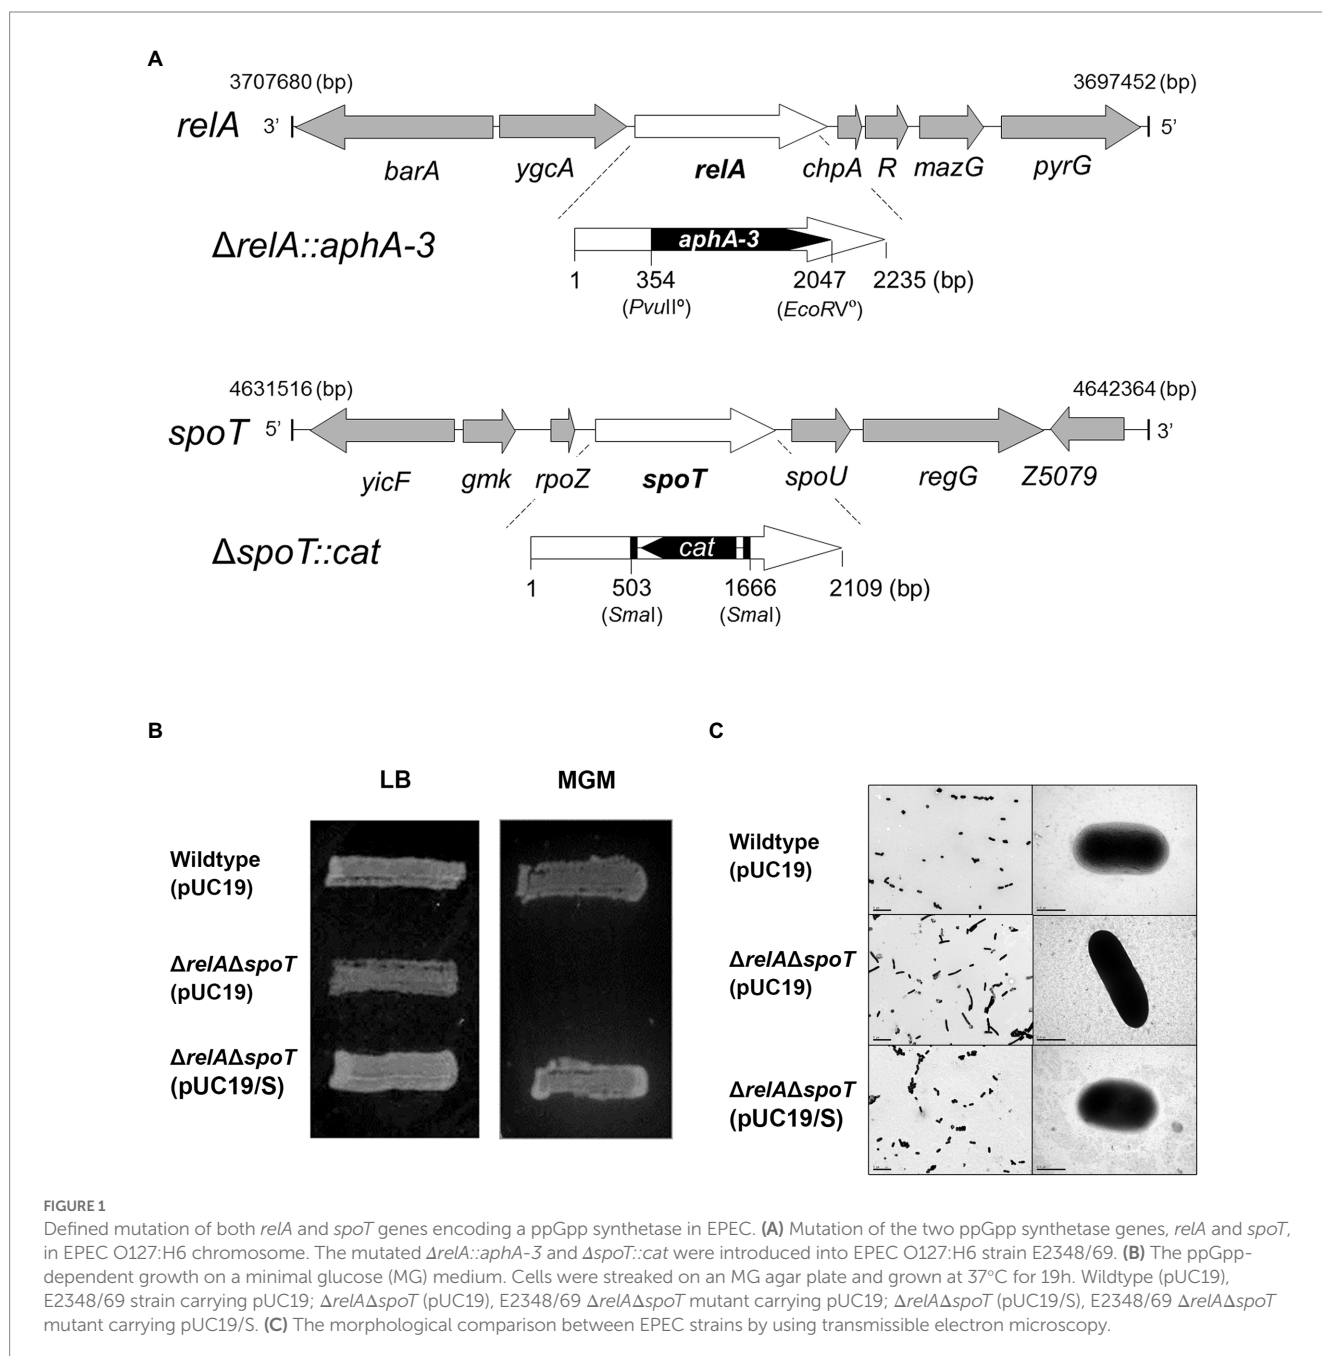 A
3707680 (bp) 3697452 (bp)
relA 3’ 5’
barA ygcA relA chpA R mazG pyrG
ΔrelA::aphA-3 aphA-3
1 354 2047 2235 (bp)
(PvuIIº) (EcoRVº)
4631516 (bp) 4642364 (bp)
spoT 5’ 3’
yicF gmk rpoZ spoT spoU regG Z5079
ΔspoT::cat cat
1 503 1666 2109 (bp)
(SmaI) (SmaI)
B
LB MGM
Wildtype
(pUC19)
ΔrelAΔspoT
(pUC19)
ΔrelAΔspoT
(pUC19/S)
C
Wildtype
(pUC19)
ΔrelAΔspoT
(pUC19)
ΔrelAΔspoT
(pUC19/S)
FIGURE 1
Defined mutation of both relA and spoT genes encoding a ppGpp synthetase in EPEC. (A) Mutation of the two ppGpp synthetase genes, relA and spoT,
in EPEC O127:H6 chromosome. The mutated ΔrelA::aphA-3 and ΔspoT::cat were introduced into EPEC O127:H6 strain E2348/69. (B) The ppGpp-
dependent growth on a minimal glucose (MG) medium. Cells were streaked on an MG agar plate and grown at 37°C for 19h. Wildtype (pUC19),
E2348/69 strain carrying pUC19; ΔrelAΔspoT (pUC19), E2348/69 ΔrelAΔspoT mutant carrying pUC19; ΔrelAΔspoT (pUC19/S), E2348/69 ΔrelAΔspoT
mutant carrying pUC19/S. (C) The morphological comparison between EPEC strains by using transmissible electron microscopy.